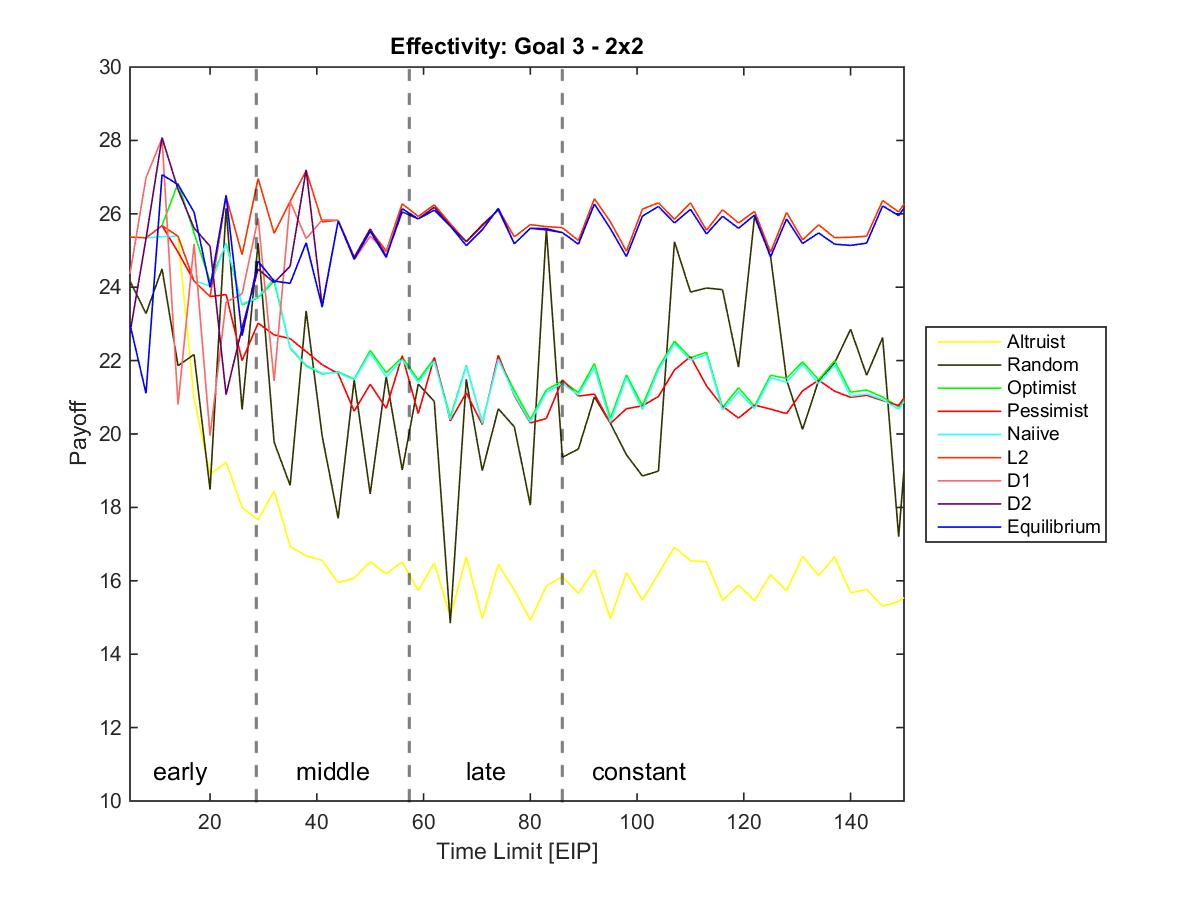 Effectivity: Goal 3 - 2x2
30
28
26
24
22
20
18
16
14
12
10
Payoff
early middle late constant
20 40 60 80 100 120 140
Time Limit [EIP]
Altruist
Random
Optimist
Pessimist
Naiive
L2
D1
D2
Equilibrium